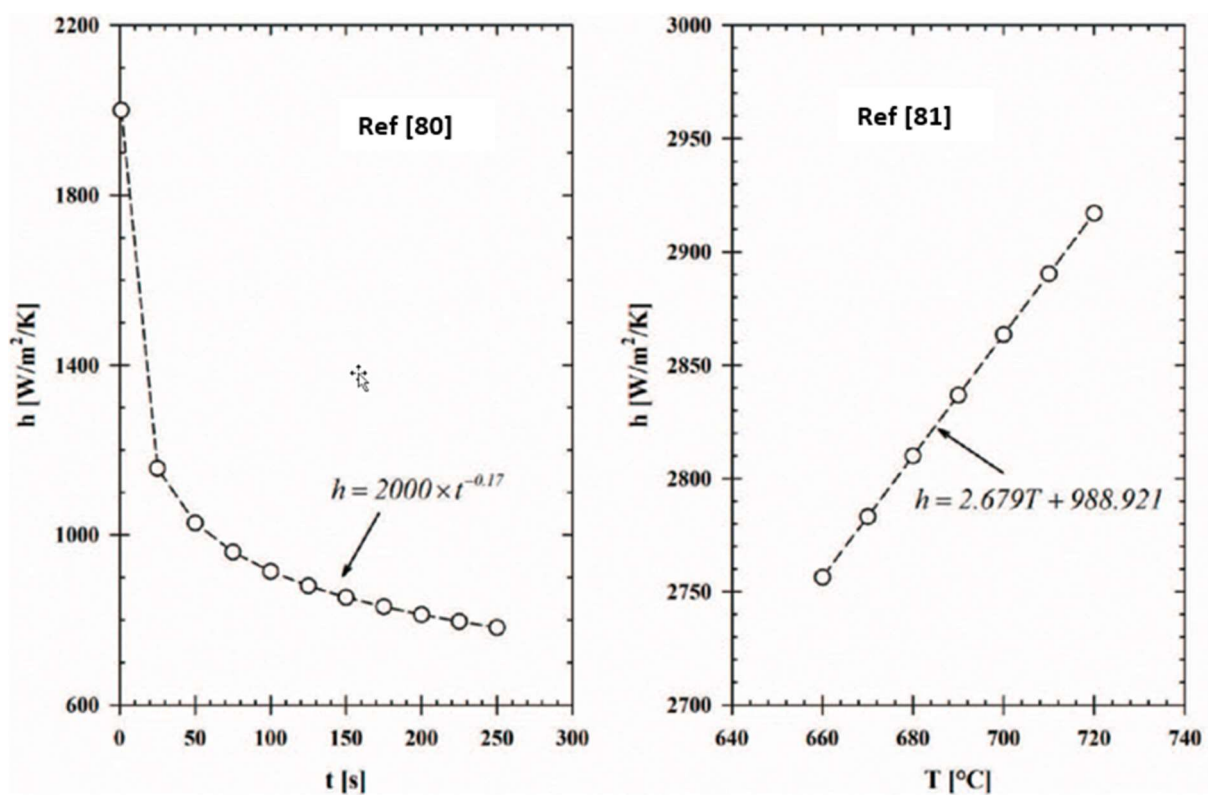 2200
1800
1400
1000
600
h [W/m²/K]
Ref [80]
h = 2000 × t⁻⁰·¹⁷
0 50 100 150 200 250 300
t [s]
3000
2950
2900
2850
2800
2750
2700
h [W/m²/K]
Ref [81]
h = 2.679T + 988.921
640 660 680 700 720 740
T [°C]